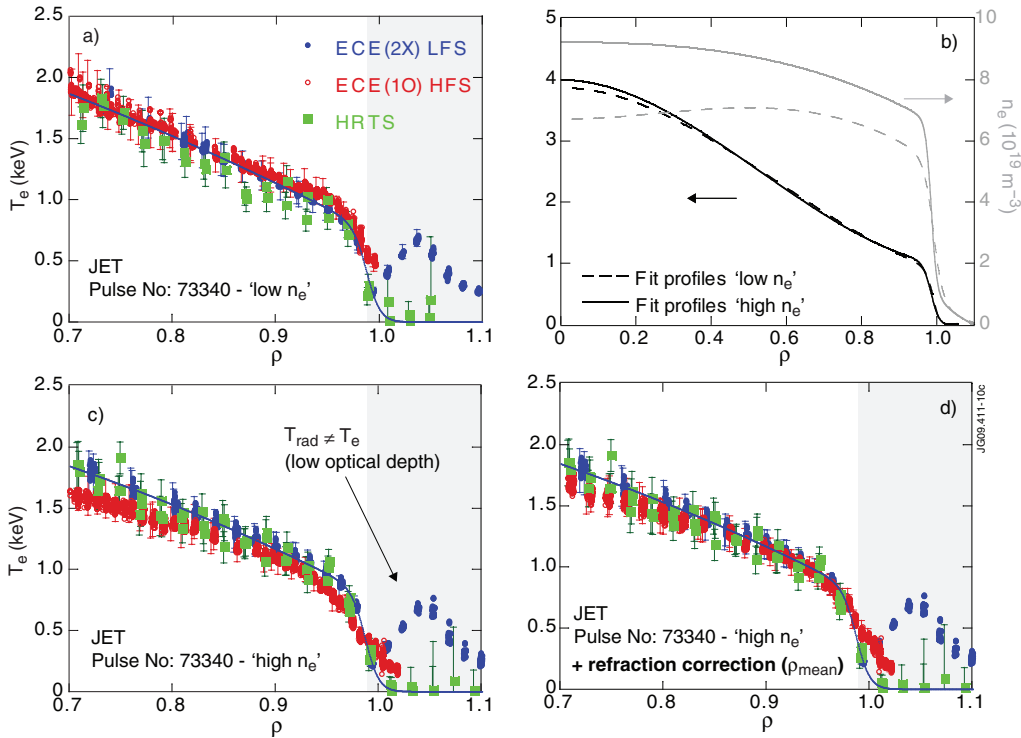 a)
ECE(2X) LFS
ECE(1O) HFS
HRTS
2.5
2.0
1.5
1.0
0.5
0
T_e (keV)
JET
Pulse No: 73340 - ‘low n_e’
0.7 0.8 0.9 1.0 1.1
ρ
b)
5
4
3
2
1
0
10
8
6
4
2
0
n_e (10^19 m^-3)
Fit profiles ‘low n_e’
Fit profiles ‘high n_e’
0 0.2 0.4 0.6 0.8 1.0
ρ
c)
2.5
2.0
1.5
1.0
0.5
0
T_e (keV)
T_rad ≠ T_e
(low optical depth)
JET
Pulse No: 73340 - ‘high n_e’
0.7 0.8 0.9 1.0 1.1
ρ
d)
2.5
2.0
1.5
1.0
0.5
0
JET
Pulse No: 73340 - ‘high n_e’
+ refraction correction (ρ_mean)
0.7 0.8 0.9 1.0 1.1
ρ
JG09.411-10c